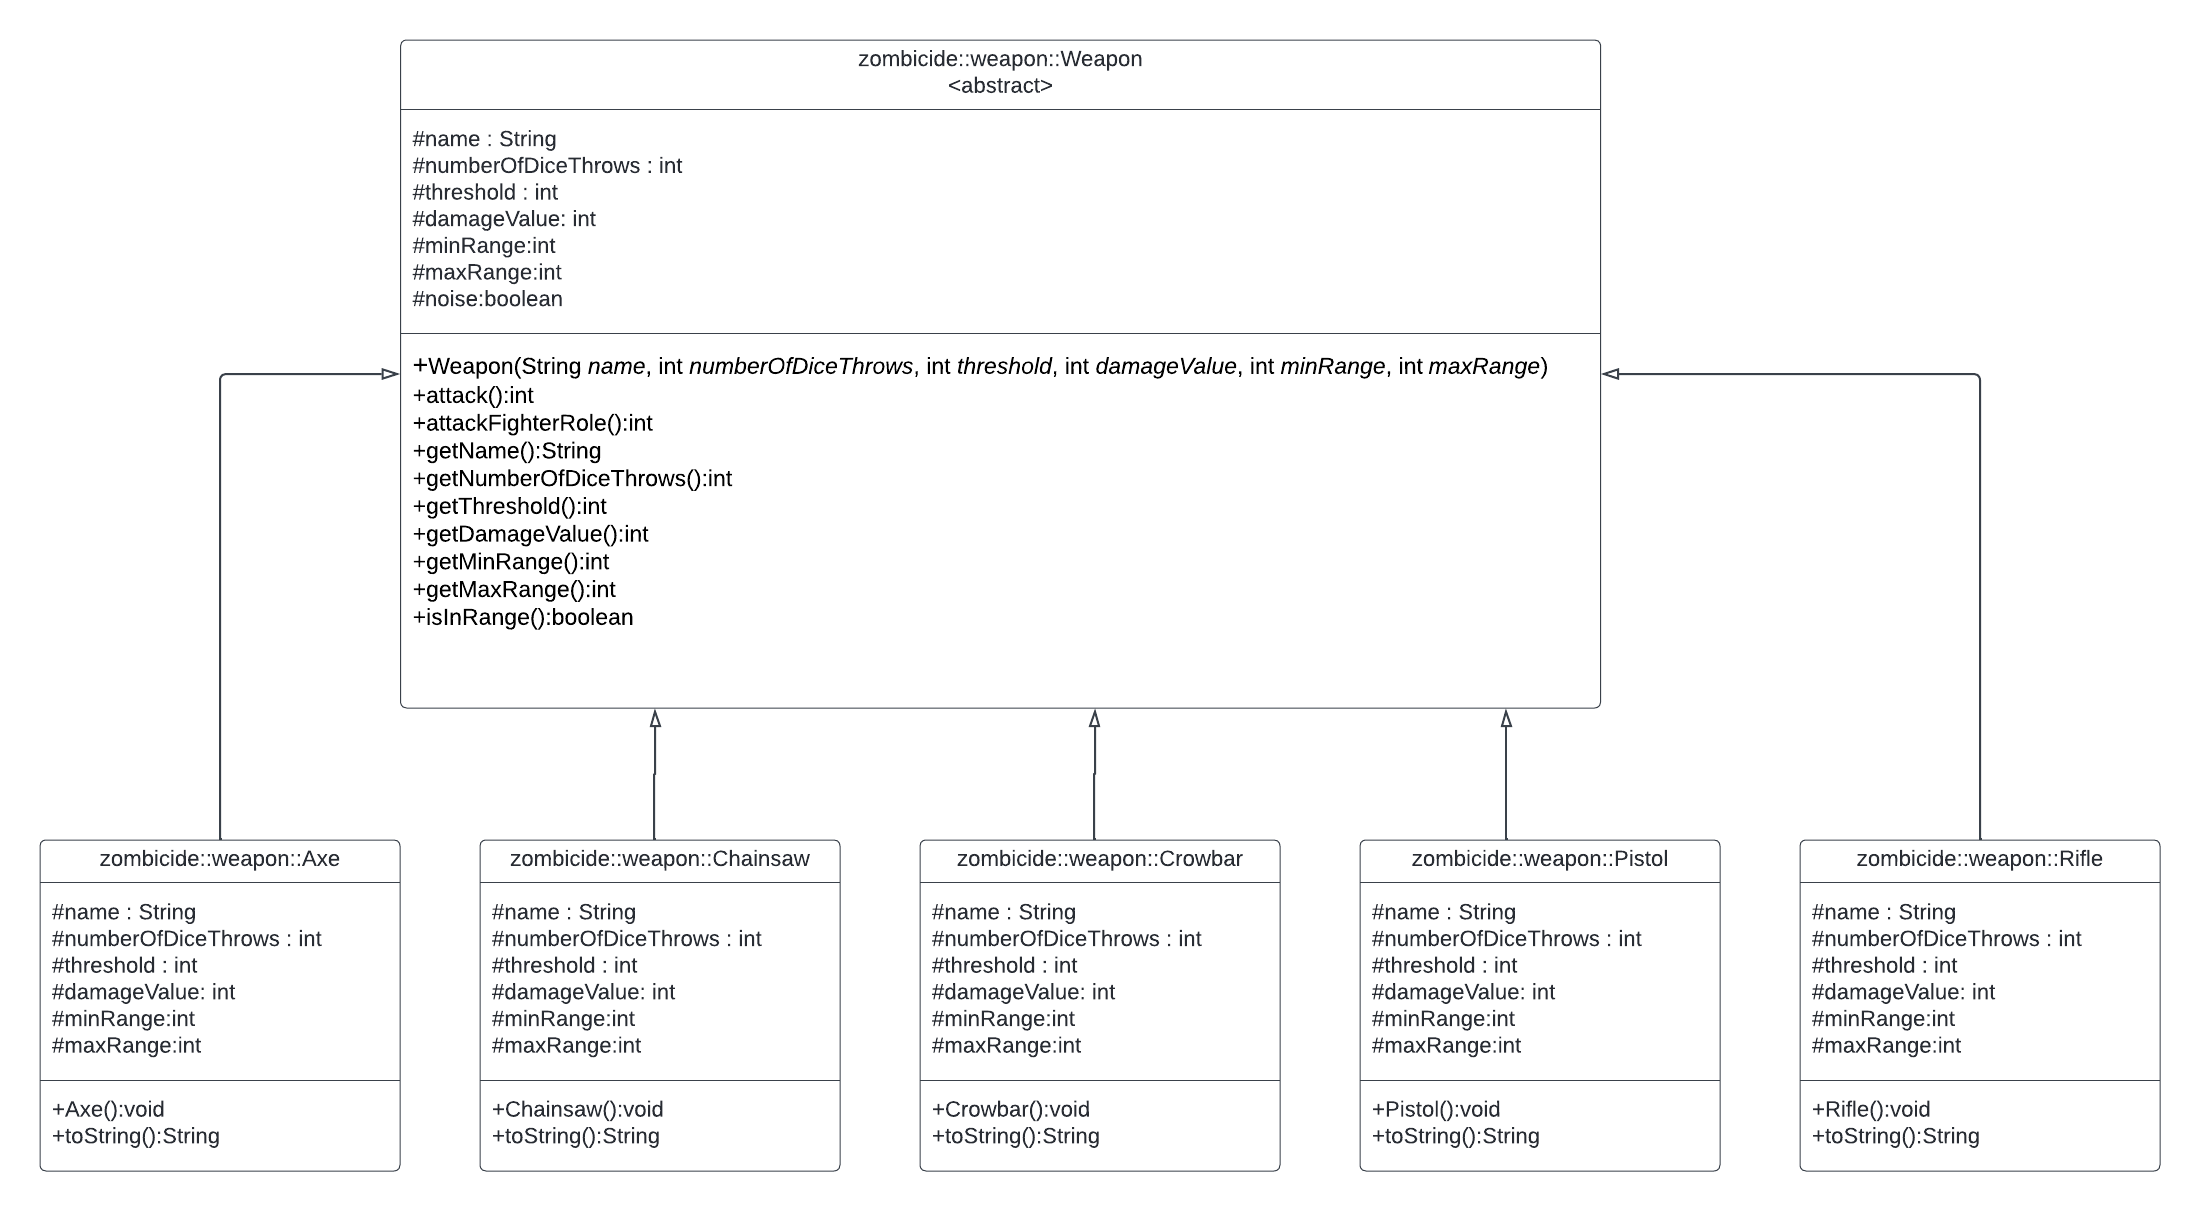 zombicide::weapon::Weapon
<abstract>
#name : String
#numberOfDiceThrows : int
#threshold : int
#damageValue: int
#minRange:int
#maxRange:int
#noise:boolean
+Weapon(String name, int numberOfDiceThrows, int threshold, int damageValue, int minRange, int maxRange)
+attack():int
+attackFighterRole():int
+getName():String
+getNumberOfDiceThrows():int
+getThreshold():int
+getDamageValue():int
+getMinRange():int
+getMaxRange():int
+isInRange():boolean
zombicide::weapon::Axe
#name : String
#numberOfDiceThrows : int
#threshold : int
#damageValue: int
#minRange:int
#maxRange:int
+Axe():void
+toString():String
zombicide::weapon::Chainsaw
#name : String
#numberOfDiceThrows : int
#threshold : int
#damageValue: int
#minRange:int
#maxRange:int
+Chainsaw():void
+toString():String
zombicide::weapon::Crowbar
#name : String
#numberOfDiceThrows : int
#threshold : int
#damageValue: int
#minRange:int
#maxRange:int
+Crowbar():void
+toString():String
zombicide::weapon::Pistol
#name : String
#numberOfDiceThrows : int
#threshold : int
#damageValue: int
#minRange:int
#maxRange:int
+Pistol():void
+toString():String
zombicide::weapon::Rifle
#name : String
#numberOfDiceThrows : int
#threshold : int
#damageValue: int
#minRange:int
#maxRange:int
+Rifle():void
+toString():String